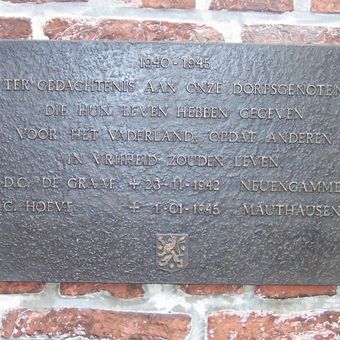 1940 - 1945
TER GEDACHTENIS AAN ONZE DORPSGENOTEN
DIE HUN LEVEN HEBBEN GEGEVEN
VOOR HET VADERLAND, OPDAT ANDEREN
IN VRIJHEID ZOUDEN LEVEN
D.C. DE GRAAF + 23-11-1942 NEUENGAMME
C. HOEVE + 1-01-1945 MAUTHAUSEN